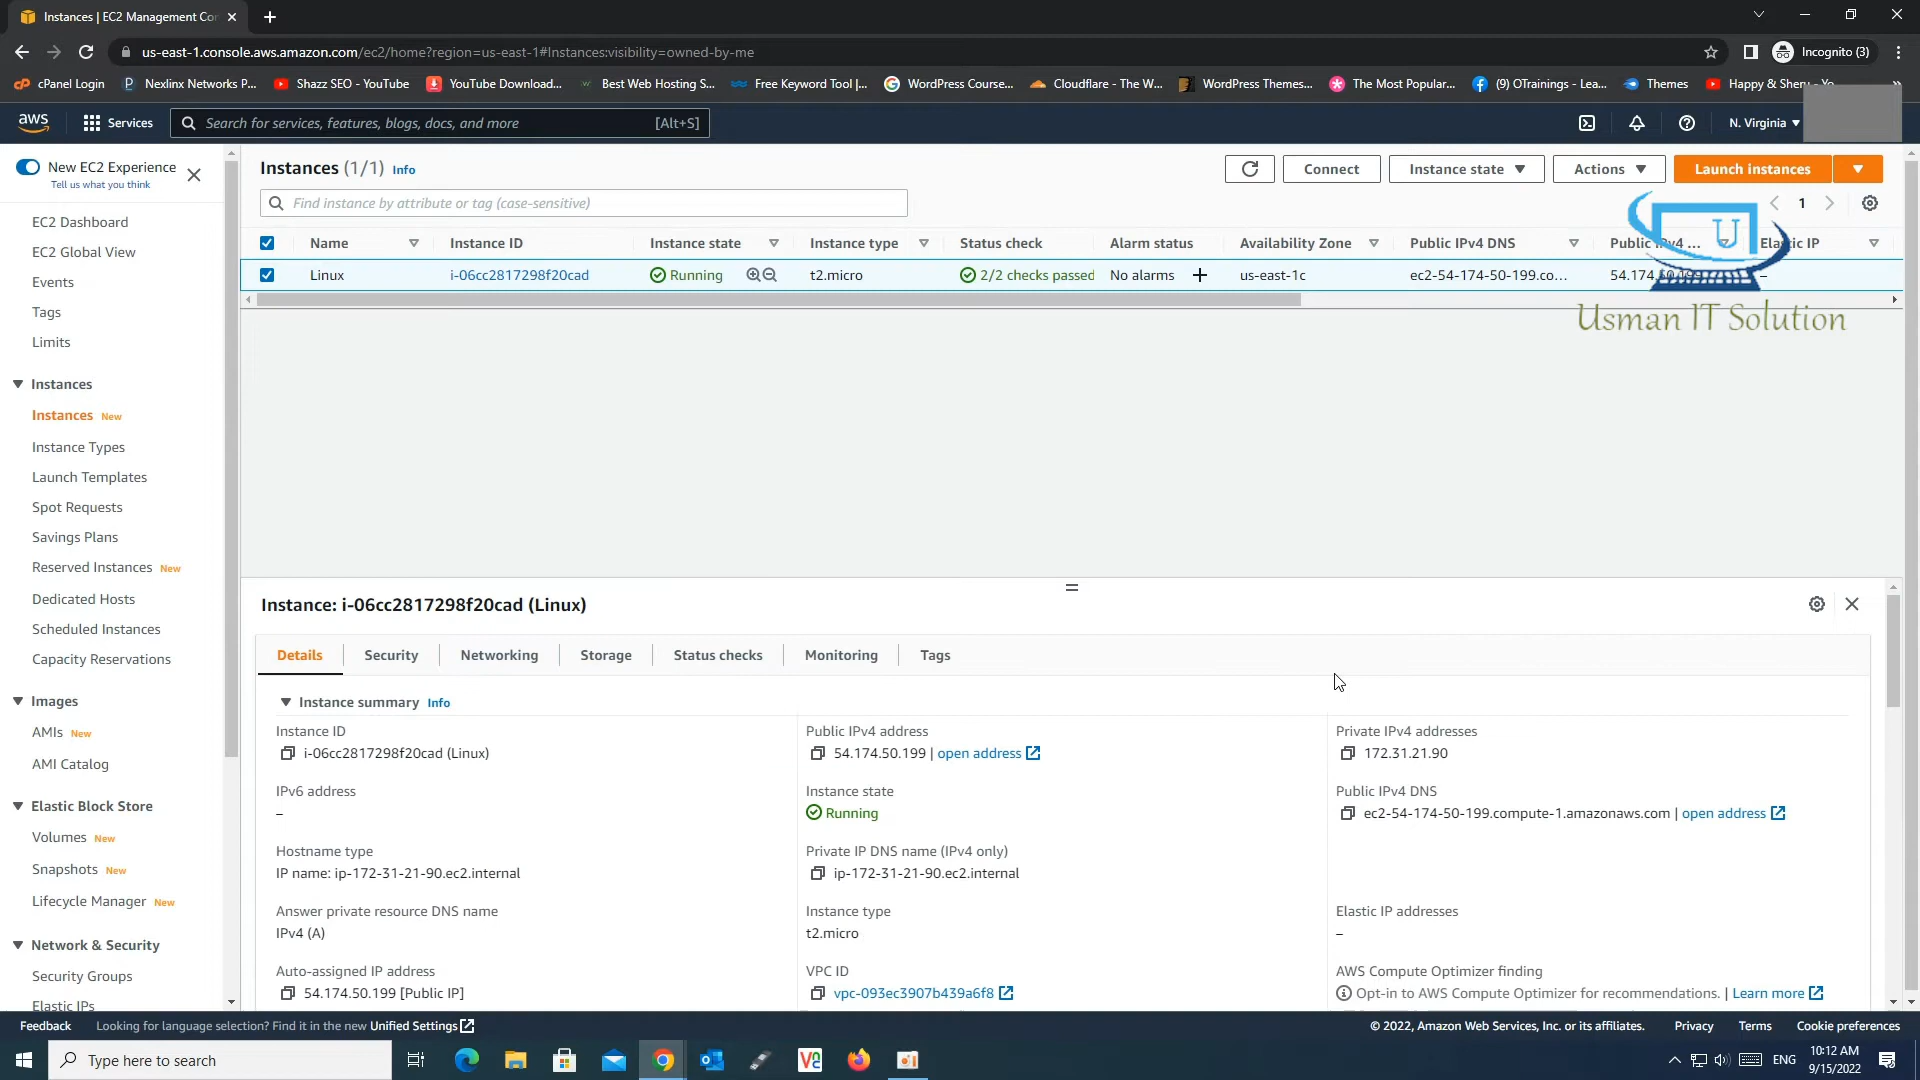 Instances | EC2 Management Con
us-east-1.console.aws.amazon.com/ec2/home?region=us-east-1#Instances:visibility=owned-by-me
Incognito (3)
cPanel Login
Nexlinx Networks P...
Shazz SEO - YouTube
YouTube Download...
Best Web Hosting S...
Free Keyword Tool |...
WordPress Course...
Cloudflare - The W...
WordPress Themes...
The Most Popular...
(9) OTrainings - Lea...
Themes
Happy & Shery - Yo
aws
Services
Search for services, features, blogs, docs, and more
[Alt+S]
N. Virginia
New EC2 Experience
Tell us what you think
EC2 Dashboard
EC2 Global View
Events
Tags
Limits
Instances
Instances New
Instance Types
Launch Templates
Spot Requests
Savings Plans
Reserved Instances New
Dedicated Hosts
Scheduled Instances
Capacity Reservations
Images
AMIs New
AMI Catalog
Elastic Block Store
Volumes New
Snapshots New
Lifecycle Manager New
Network & Security
Security Groups
Elastic IPs
Instances (1/1) Info
Connect
Instance state
Actions
Launch instances
Find instance by attribute or tag (case-sensitive)
1
Name
Instance ID
Instance state
Instance type
Status check
Alarm status
Availability Zone
Public IPv4 DNS
Public IPv4 ...
Elastic IP
Linux
i-06cc2817298f20cad
Running
t2.micro
2/2 checks passed
No alarms
us-east-1c
ec2-54-174-50-199.co...
54.174.50.199
–
U
Usman IT Solution
Instance: i-06cc2817298f20cad (Linux)
Details
Security
Networking
Storage
Status checks
Monitoring
Tags
Instance summary Info
Instance ID
i-06cc2817298f20cad (Linux)
Public IPv4 address
54.174.50.199 | open address
Private IPv4 addresses
172.31.21.90
IPv6 address
–
Instance state
Running
Public IPv4 DNS
ec2-54-174-50-199.compute-1.amazonaws.com | open address
Hostname type
IP name: ip-172-31-21-90.ec2.internal
Private IP DNS name (IPv4 only)
ip-172-31-21-90.ec2.internal
Answer private resource DNS name
IPv4 (A)
Instance type
t2.micro
Elastic IP addresses
–
Auto-assigned IP address
54.174.50.199 [Public IP]
VPC ID
vpc-093ec3907b439a6f8
AWS Compute Optimizer finding
Opt-in to AWS Compute Optimizer for recommendations. | Learn more
Feedback
Looking for language selection? Find it in the new Unified Settings
© 2022, Amazon Web Services, Inc. or its affiliates.
Privacy
Terms
Cookie preferences
Type here to search
ENG
10:12 AM
9/15/2022